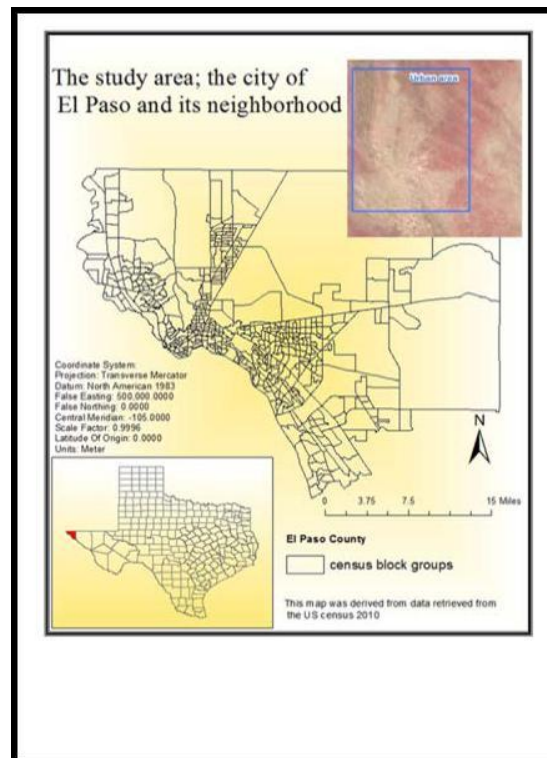 The study area; the city of
El Paso and its neighborhood
Urban area
Coordinate System:
Projection: Transverse Mercator
Datum: North American 1983
False Easting: 500,000.0000
False Northing: 0.0000
Central Meridian: -105.0000
Scale Factor: 0.9996
Latitude Of Origin: 0.0000
Units: Meter
N
0 3.75 7.5 15 Miles
El Paso County
census block groups
This map was derived from data retrieved from
the US census 2010